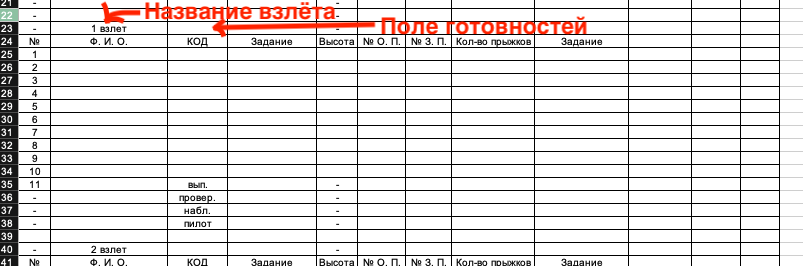 21 - -
Название взлёта
22 - -
Поле готовностей
23 - 1 взлет -
24 № Ф. И. О. КОД Задание Высота № О. П. № З. П. Кол-во прыжков Задание
25 1
26 2
27 3
28 4
29 5
30 6
31 7
32 8
33 9
34 10
35 11 вып. -
36 - провер. -
37 - набл. -
38 - пилот -
39
40 - 2 взлет -
41 № Ф. И. О. КОД Задание Высота № О. П. № З. П. Кол-во прыжков Задание